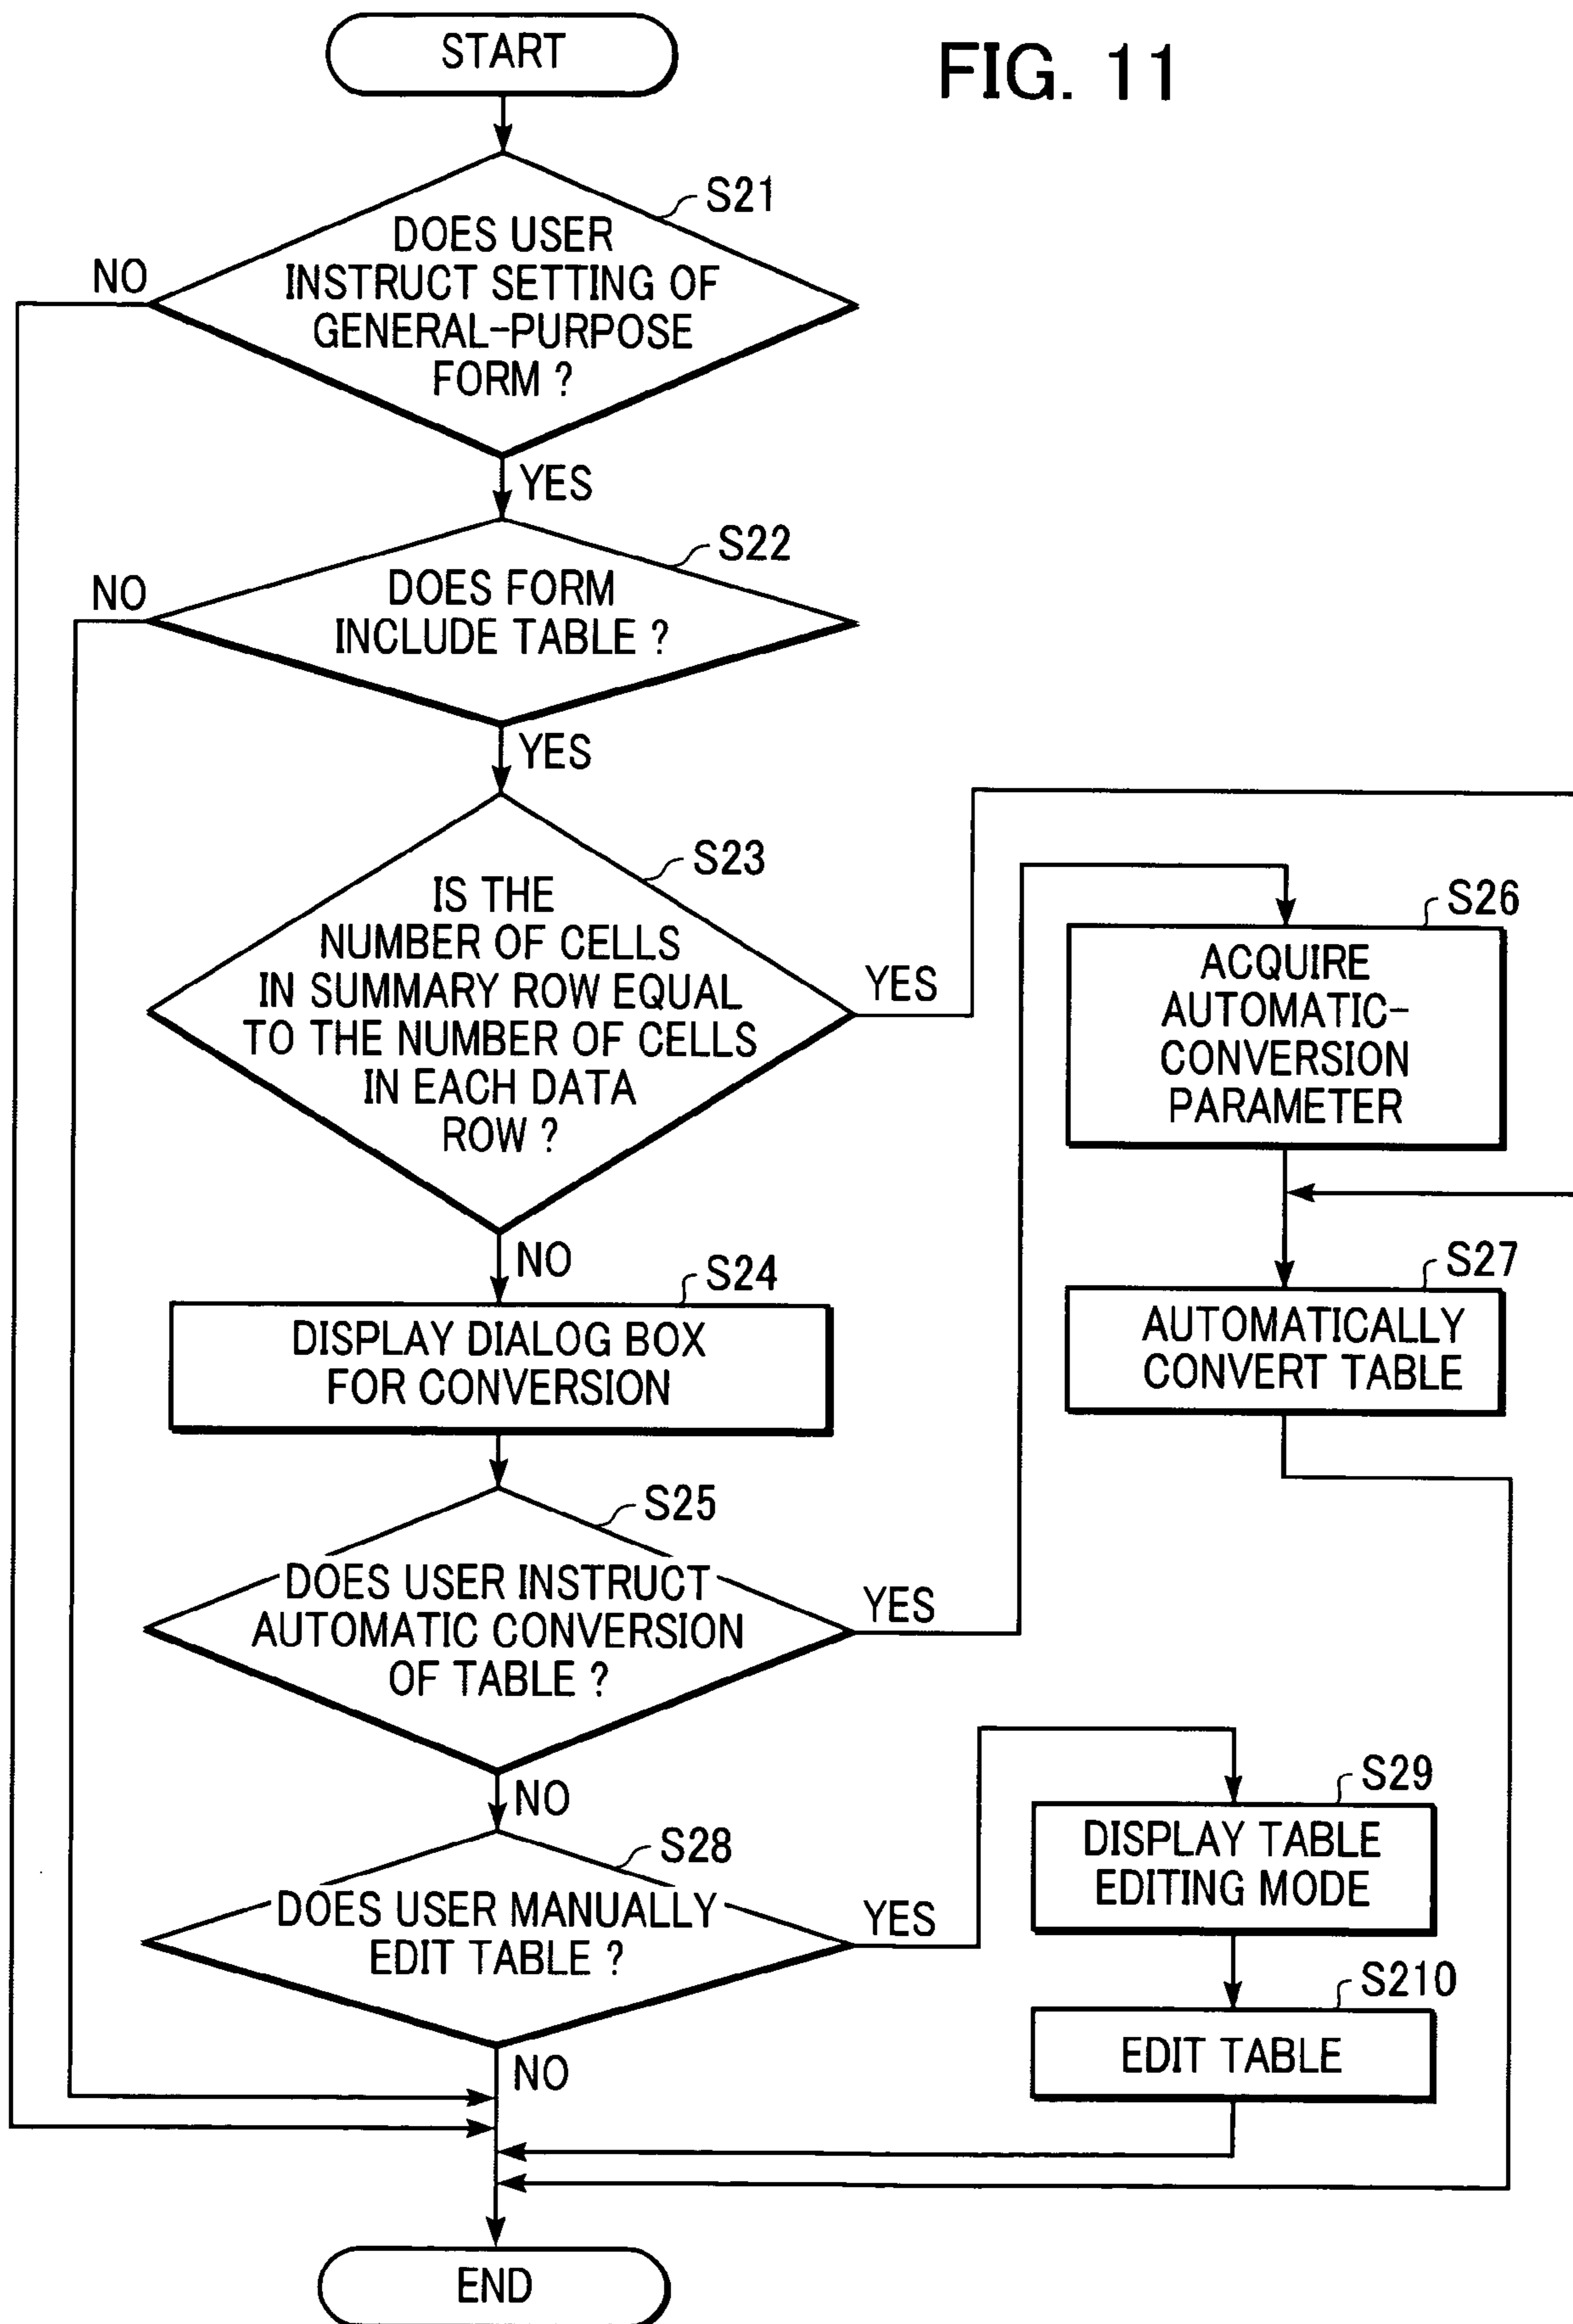 START
FIG. 11
S21
DOES USER
INSTRUCT SETTING OF
GENERAL-PURPOSE
FORM ?
NO
YES
S22
DOES FORM
INCLUDE TABLE ?
NO
YES
S23
IS THE
NUMBER OF CELLS
IN SUMMARY ROW EQUAL
TO THE NUMBER OF CELLS
IN EACH DATA
ROW ?
YES
NO
S24
DISPLAY DIALOG BOX
FOR CONVERSION
S25
DOES USER INSTRUCT
AUTOMATIC CONVERSION
OF TABLE ?
YES
NO
S26
ACQUIRE
AUTOMATIC-
CONVERSION
PARAMETER
S27
AUTOMATICALLY
CONVERT TABLE
S28
DOES USER MANUALLY
EDIT TABLE ?
YES
NO
S29
DISPLAY TABLE
EDITING MODE
S210
EDIT TABLE
END